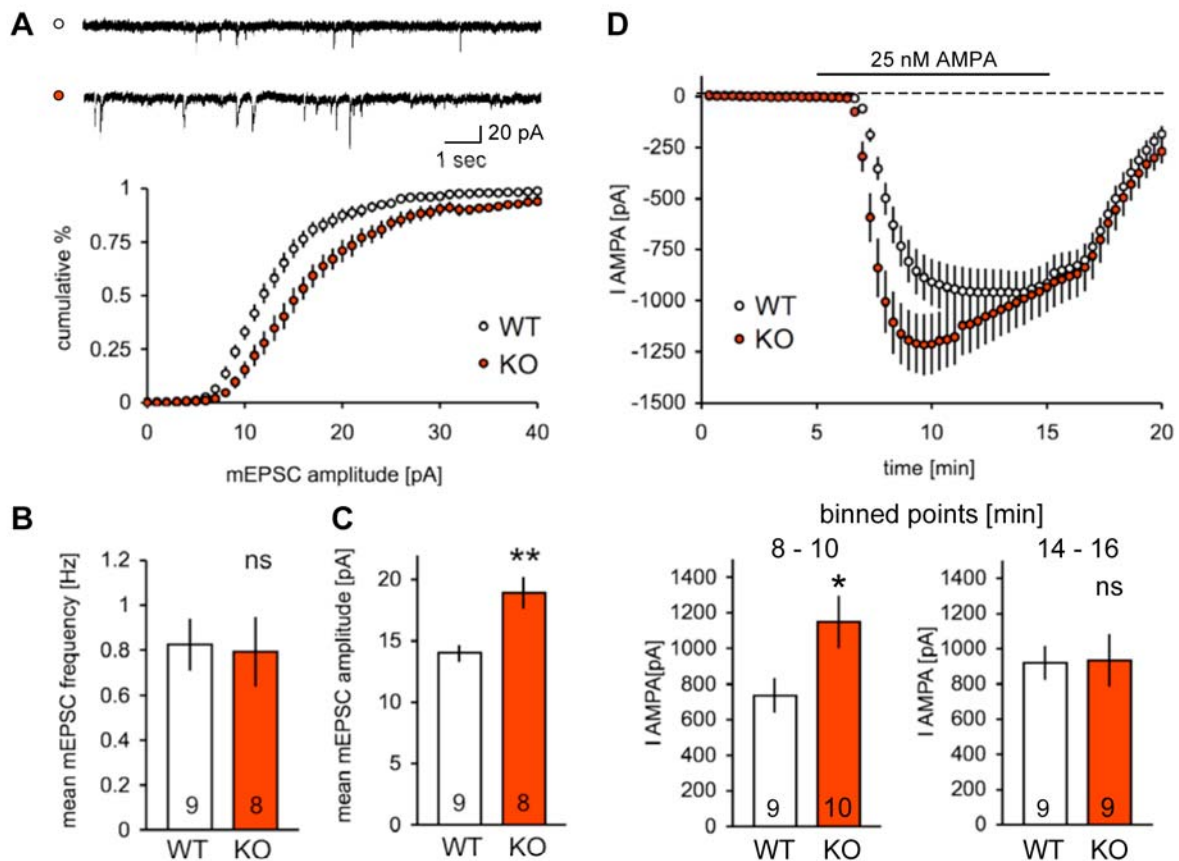 A
20 pA
1 sec
cumulative %
1
0.75
0.5
0.25
0
WT
KO
0 10 20 30 40
mEPSC amplitude [pA]
B
mean mEPSC frequency [Hz]
1.2
1
0.8
0.6
0.4
0.2
0
ns
9 8
WT KO
C
mean mEPSC amplitude [pA]
20
15
10
5
0
**
9 8
WT KO
D
25 nM AMPA
I AMPA [pA]
0
-250
-500
-750
-1000
-1250
-1500
WT
KO
0 5 10 15 20
time [min]
binned points [min]
8 - 10
I AMPA[pA]
1400
1200
1000
800
600
400
200
0
*
9 10
WT KO
14 - 16
I AMPA [pA]
1400
1200
1000
800
600
400
200
0
ns
9 9
WT KO